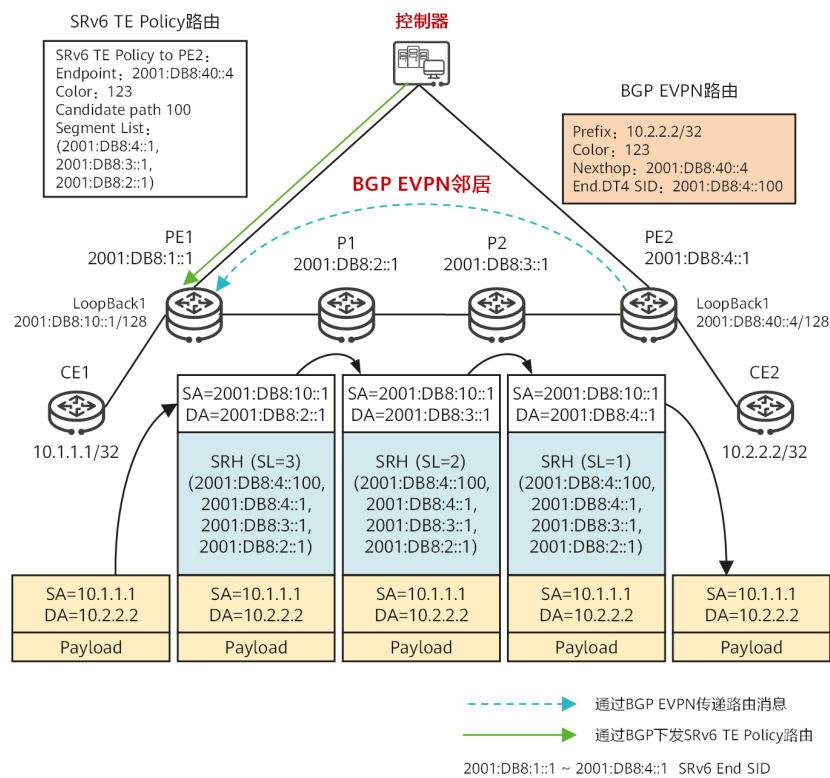 SRv6 TE Policy路由
控制器
SRv6 TE Policy to PE2:
Endpoint：2001:DB8:40::4
Color：123
Candidate path 100
Segment List：
(2001:DB8:4::1,
2001:DB8:3::1,
2001:DB8:2::1)
BGP EVPN路由
Prefix：10.2.2.2/32
Color：123
Nexthop：2001:DB8:40::4
End.DT4 SID：2001:DB8:4::100
BGP EVPN邻居
PE1
2001:DB8:1::1
P1
2001:DB8:2::1
P2
2001:DB8:3::1
PE2
2001:DB8:4::1
LoopBack1
2001:DB8:10::1/128
LoopBack1
2001:DB8:40::4/128
CE1
10.1.1.1/32
CE2
10.2.2.2/32
SA=2001:DB8:10::1
DA=2001:DB8:2::1
SRH (SL=3)
(2001:DB8:4::100,
2001:DB8:4::1,
2001:DB8:3::1,
2001:DB8:2::1)
SA=2001:DB8:10::1
DA=2001:DB8:3::1
SRH (SL=2)
(2001:DB8:4::100,
2001:DB8:4::1,
2001:DB8:3::1,
2001:DB8:2::1)
SA=2001:DB8:10::1
DA=2001:DB8:4::1
SRH (SL=1)
(2001:DB8:4::100,
2001:DB8:4::1,
2001:DB8:3::1,
2001:DB8:2::1)
SA=10.1.1.1
DA=10.2.2.2
Payload
SA=10.1.1.1
DA=10.2.2.2
Payload
SA=10.1.1.1
DA=10.2.2.2
Payload
SA=10.1.1.1
DA=10.2.2.2
Payload
SA=10.1.1.1
DA=10.2.2.2
Payload
通过BGP EVPN传递路由消息
通过BGP下发SRv6 TE Policy路由
2001:DB8:1::1 ~ 2001:DB8:4::1 SRv6 End SID